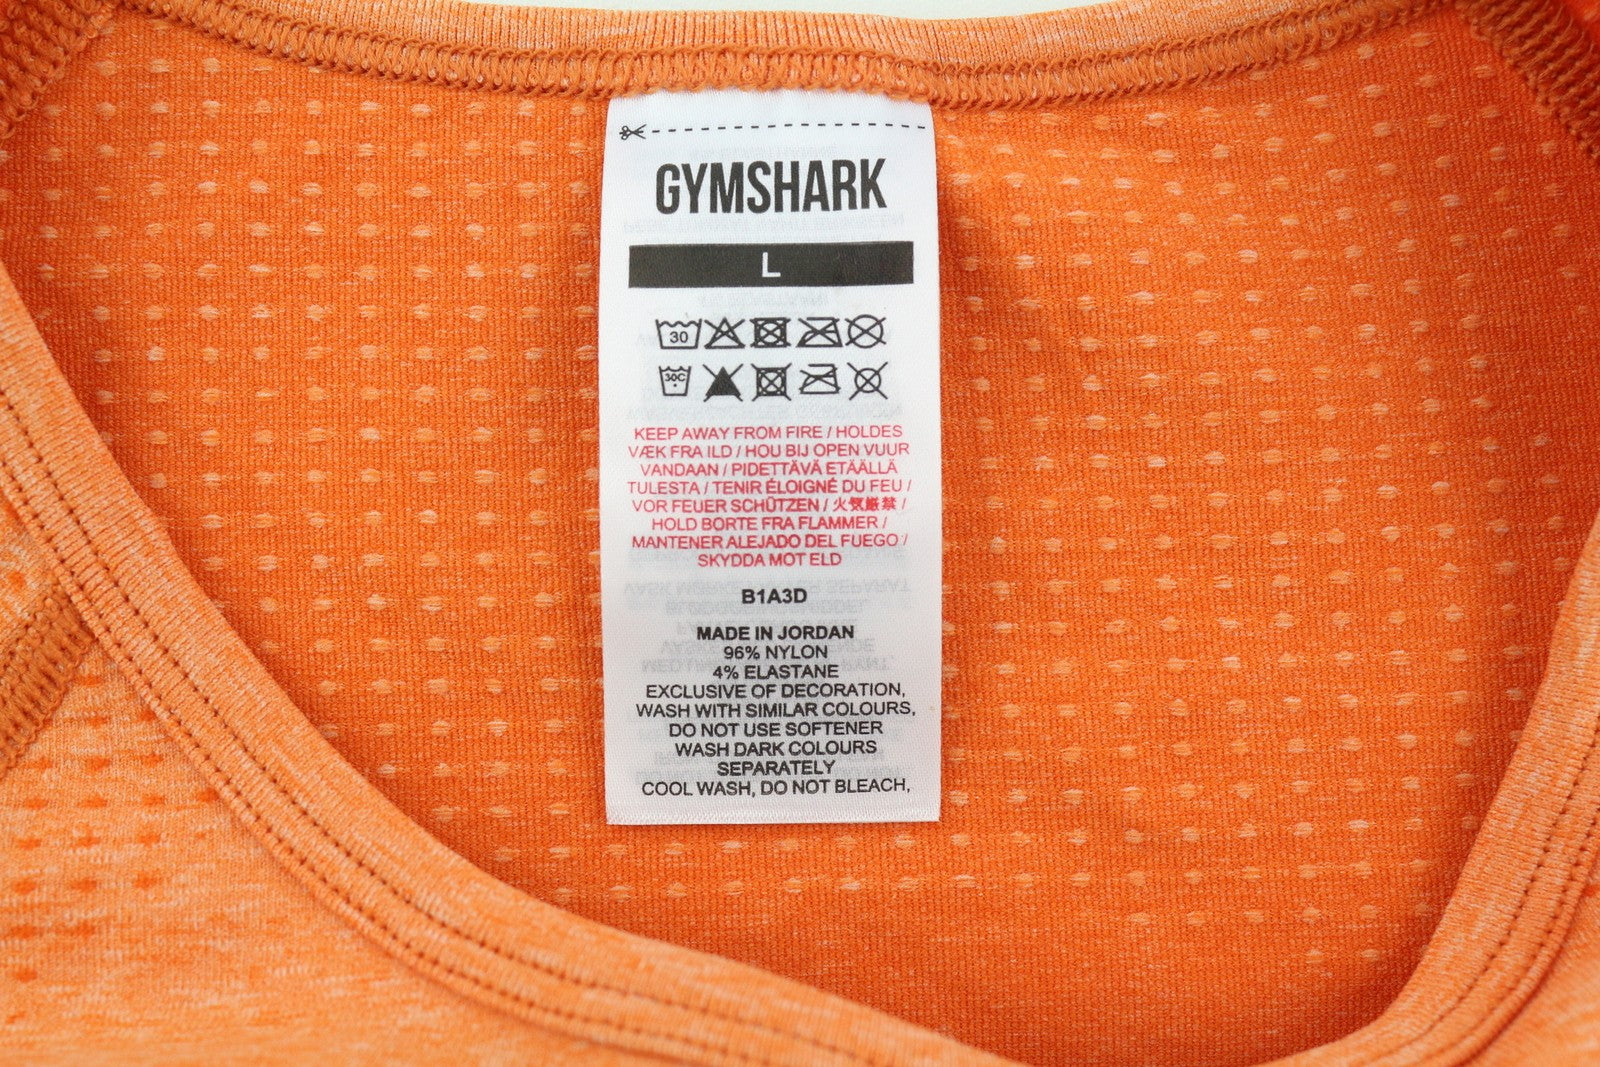 GYMSHARK
L
30
30C
KEEP AWAY FROM FIRE / HOLDES
VÆK FRA ILD / HOU BIJ OPEN VUUR
VANDAAN / PIDETTÄVÄ ETÄÄLLÄ
TULESTA / TENIR ÉLOIGNÉ DU FEU /
VOR FEUER SCHÜTZEN / 火気厳禁 /
HOLD BORTE FRA FLAMMER /
MANTENER ALEJADO DEL FUEGO /
SKYDDA MOT ELD
B1A3D
MADE IN JORDAN
96% NYLON
4% ELASTANE
EXCLUSIVE OF DECORATION,
WASH WITH SIMILAR COLOURS,
DO NOT USE SOFTENER
WASH DARK COLOURS
SEPARATELY
COOL WASH, DO NOT BLEACH,